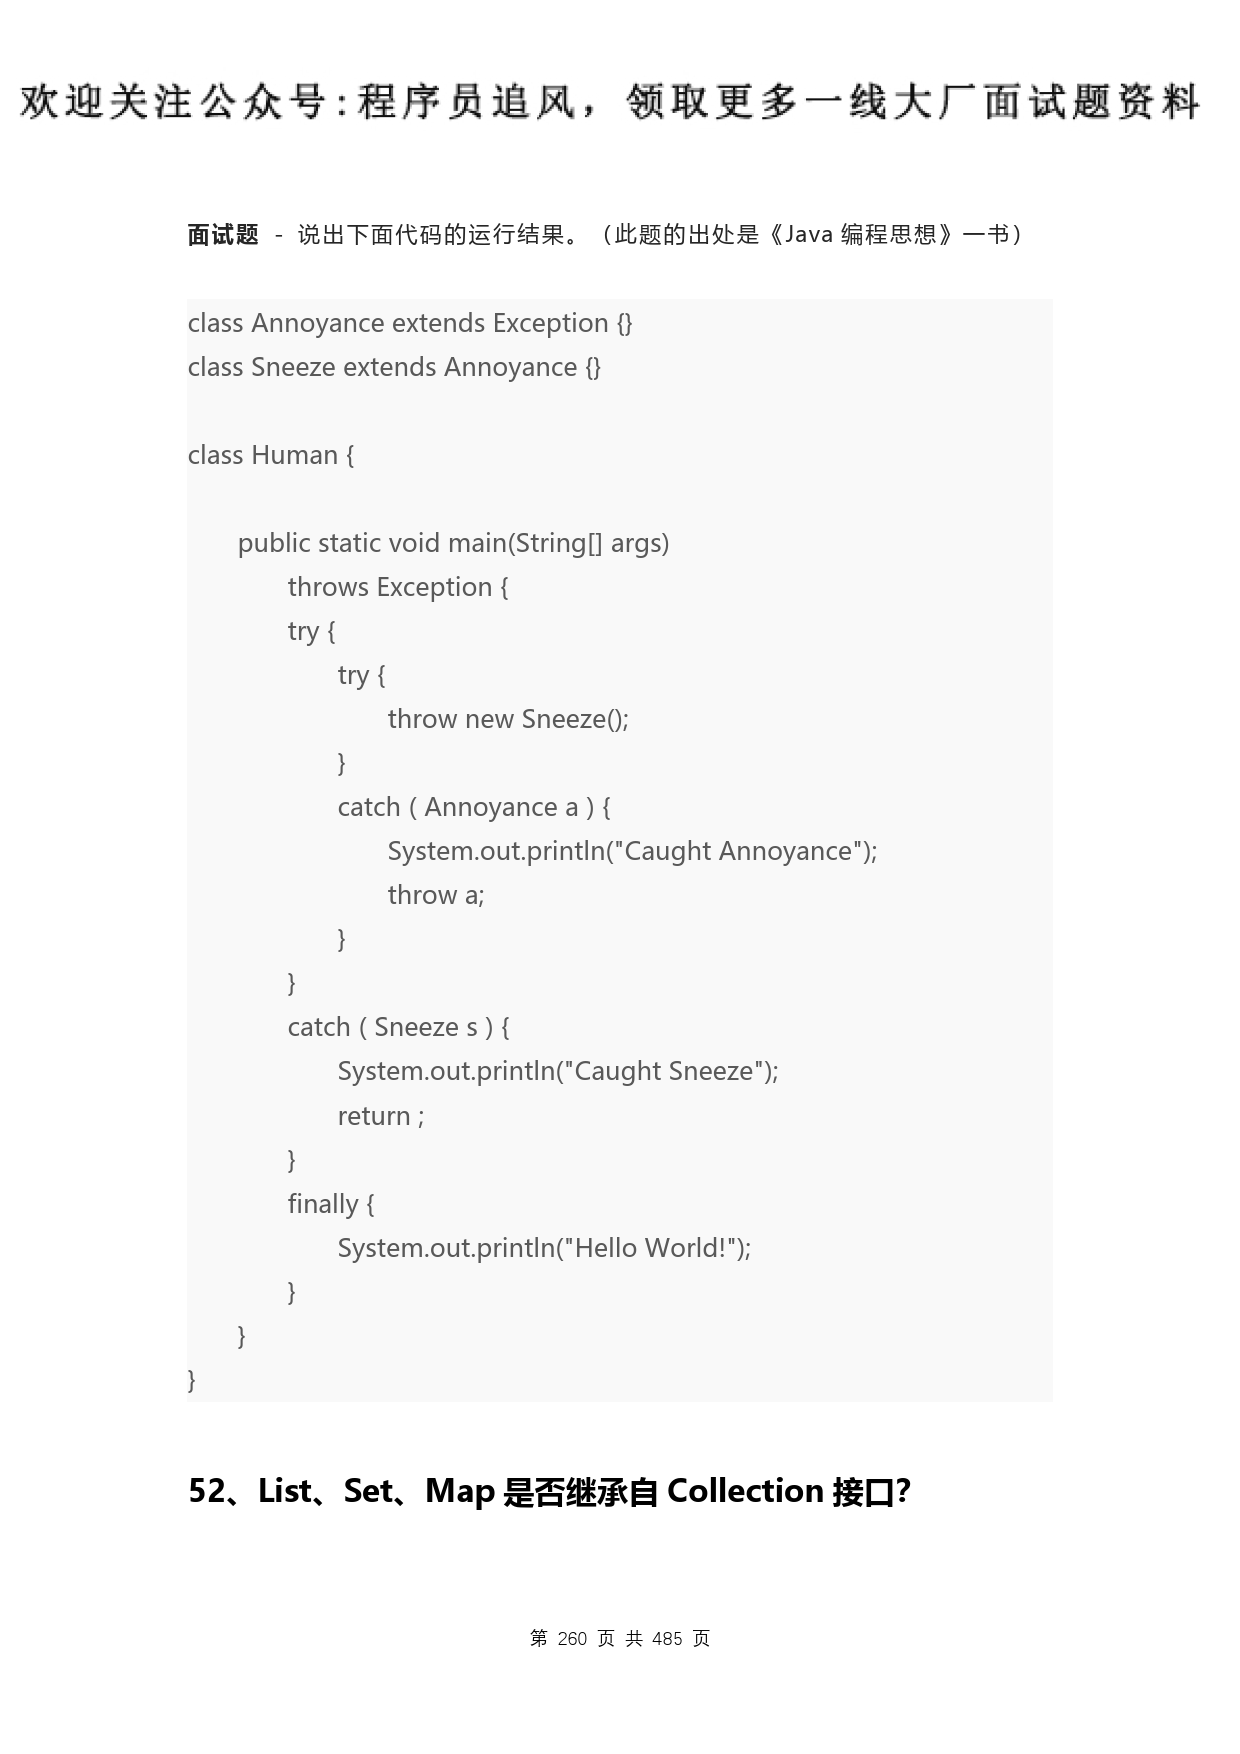 欢迎关注公众号:程序员追风，领取更多一线大厂面试题资料
面试题 - 说出下面代码的运行结果。（此题的出处是《Java 编程思想》一书）
class Annoyance extends Exception {}
class Sneeze extends Annoyance {}
class Human {
public static void main(String[] args)
throws Exception {
try {
try {
throw new Sneeze();
}
catch ( Annoyance a ) {
System.out.println("Caught Annoyance");
throw a;
}
}
catch ( Sneeze s ) {
System.out.println("Caught Sneeze");
return ;
}
finally {
System.out.println("Hello World!");
}
}
}
52、List、Set、Map 是否继承自 Collection 接口？
第 260 页 共 485 页